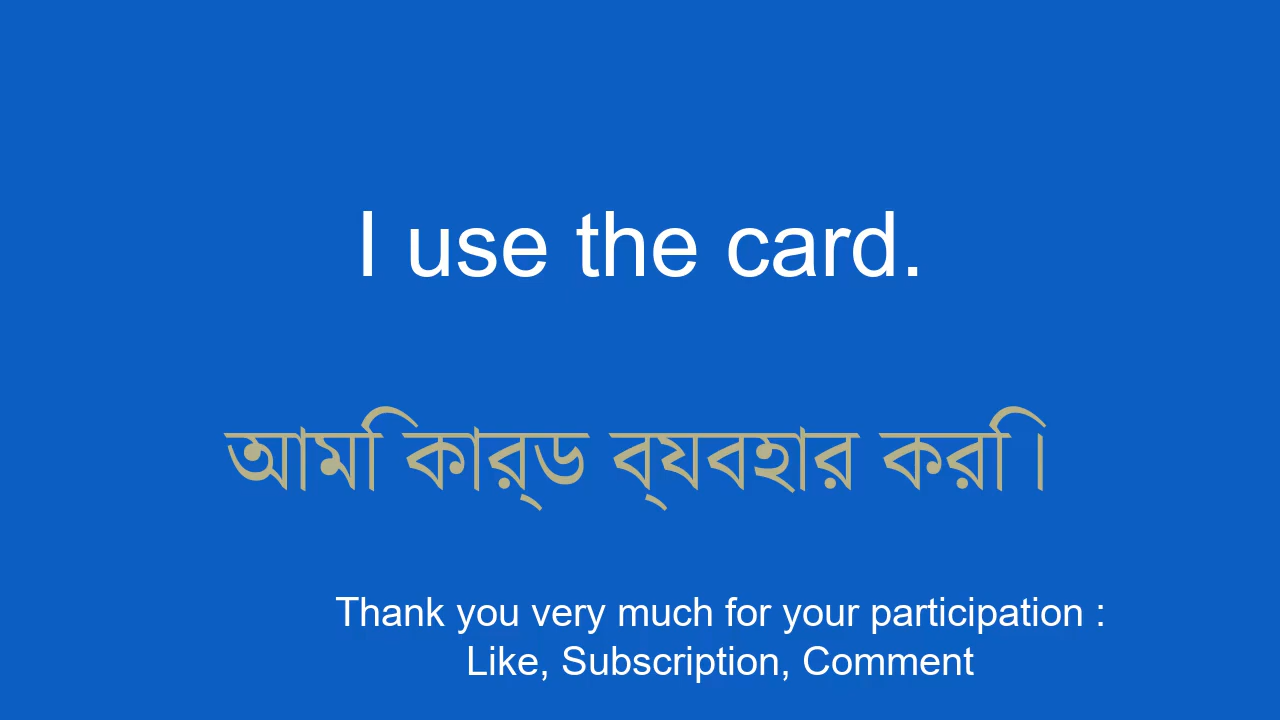 I use the card.
আমি কার্ড ব্যবহার করি।
Thank you very much for your participation :
Like, Subscription, Comment